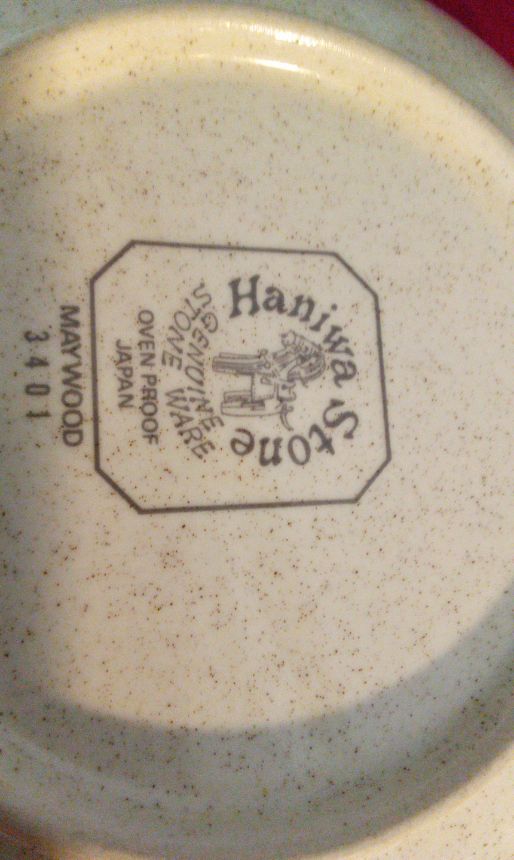 Haniwa Stone
GENUINE
STONE WARE
OVEN PROOF
JAPAN
MAYWOOD
3401